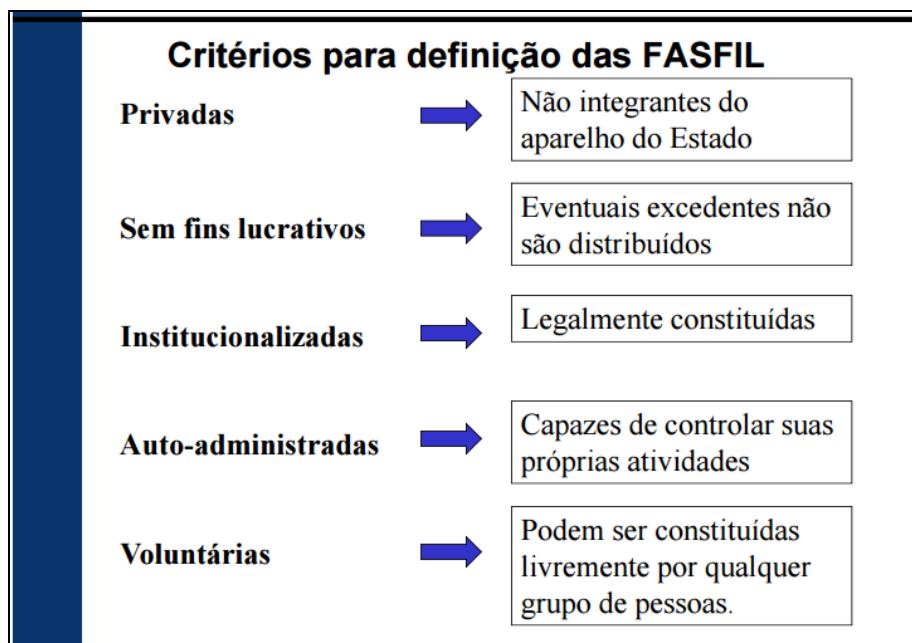 Critérios para definição das FASFIL
Privadas
Não integrantes do
aparelho do Estado
Sem fins lucrativos
Eventuais excedentes não
são distribuídos
Institucionalizadas
Legalmente constituídas
Auto-administradas
Capazes de controlar suas
próprias atividades
Voluntárias
Podem ser constituídas
livremente por qualquer
grupo de pessoas.